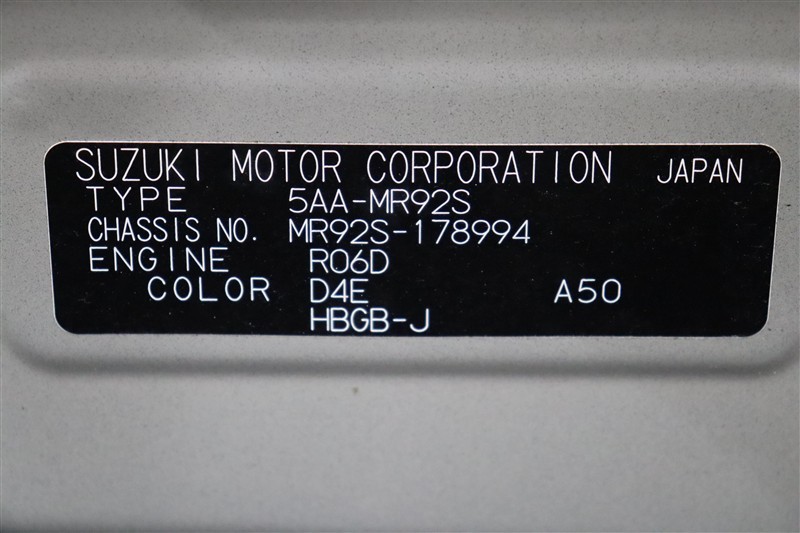 SUZUKI MOTOR CORPORATION JAPAN
TYPE 5AA-MR92S
CHASSIS NO. MR92S-178994
ENGINE R06D
COLOR D4E A50
HBGB-J